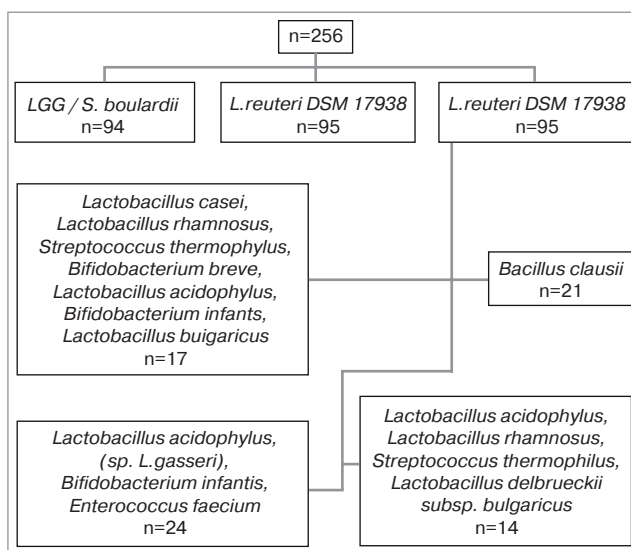 n=256
LGG / S. boulardii
n=94
L.reuteri DSM 17938
n=95
L.reuteri DSM 17938
n=95
Lactobacillus casei,
Lactobacillus rhamnosus,
Streptococcus thermophylus,
Bifidobacterium breve,
Lactobacillus acidophylus,
Bifidobacterium infants,
Lactobacillus buigaricus
n=17
Bacillus clausii
n=21
Lactobacillus acidophylus,
(sp. L.gasseri),
Bifidobacterium infantis,
Enterococcus faecium
n=24
Lactobacillus acidophylus,
Lactobacillus rhamnosus,
Streptococcus thermophilus,
Lactobacillus delbrueckii
subsp. bulgaricus
n=14